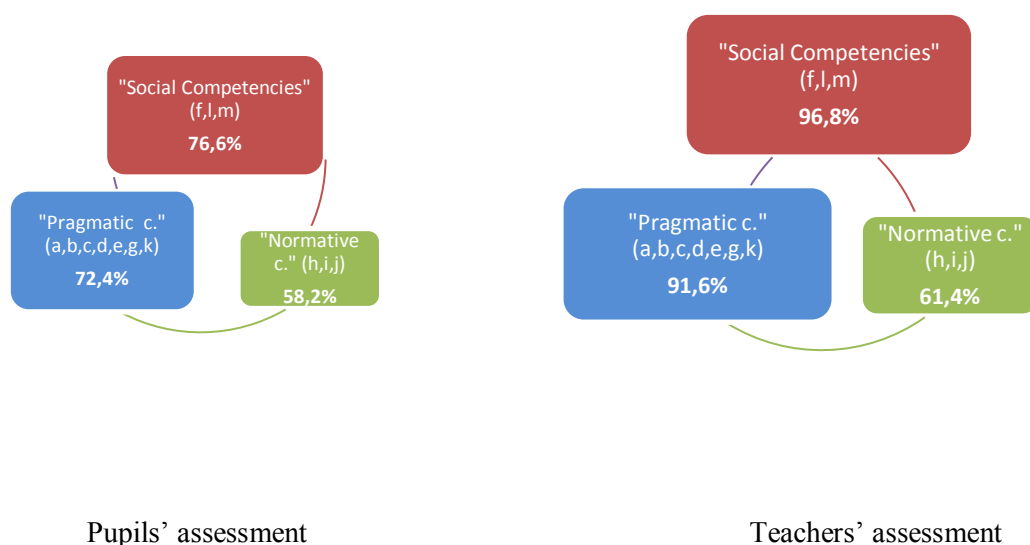 "Social Competencies"
(f,l,m)
76,6%
"Pragmatic c."
(a,b,c,d,e,g,k)
72,4%
"Normative
c." (h,i,j)
58,2%
Pupils’ assessment
"Social Competencies"
(f,l,m)
96,8%
"Pragmatic c."
(a,b,c,d,e,g,k)
91,6%
"Normative c."
(h,i,j)
61,4%
Teachers’ assessment